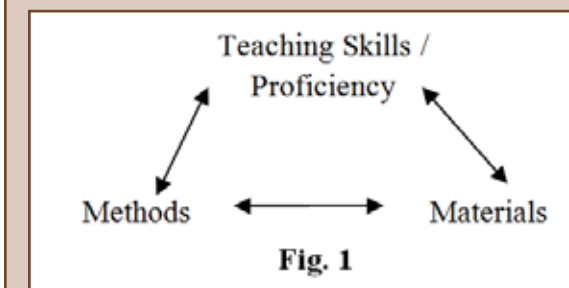 Teaching Skills /
Proficiency
Methods
Materials
Fig. 1